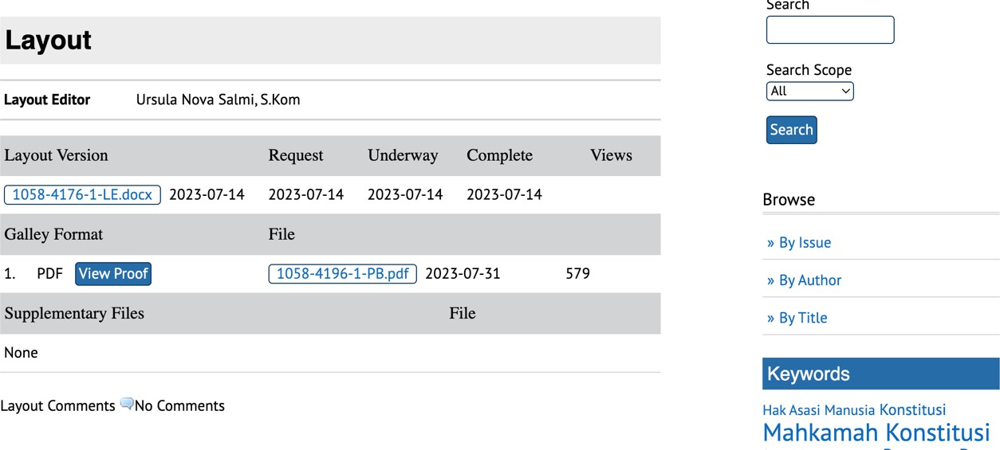 Layout
Layout Editor Ursula Nova Salmi, S.Kom
Layout Version Request Underway Complete Views
1058-4176-1-LE.docx 2023-07-14 2023-07-14 2023-07-14 2023-07-14
Galley Format File
1. PDF View Proof 1058-4196-1-PB.pdf 2023-07-31 579
Supplementary Files File
None
Layout Comments No Comments
Search
Search Scope
All
Search
Browse
» By Issue
» By Author
» By Title
Keywords
Hak Asasi Manusia Konstitusi
Mahkamah Konstitusi